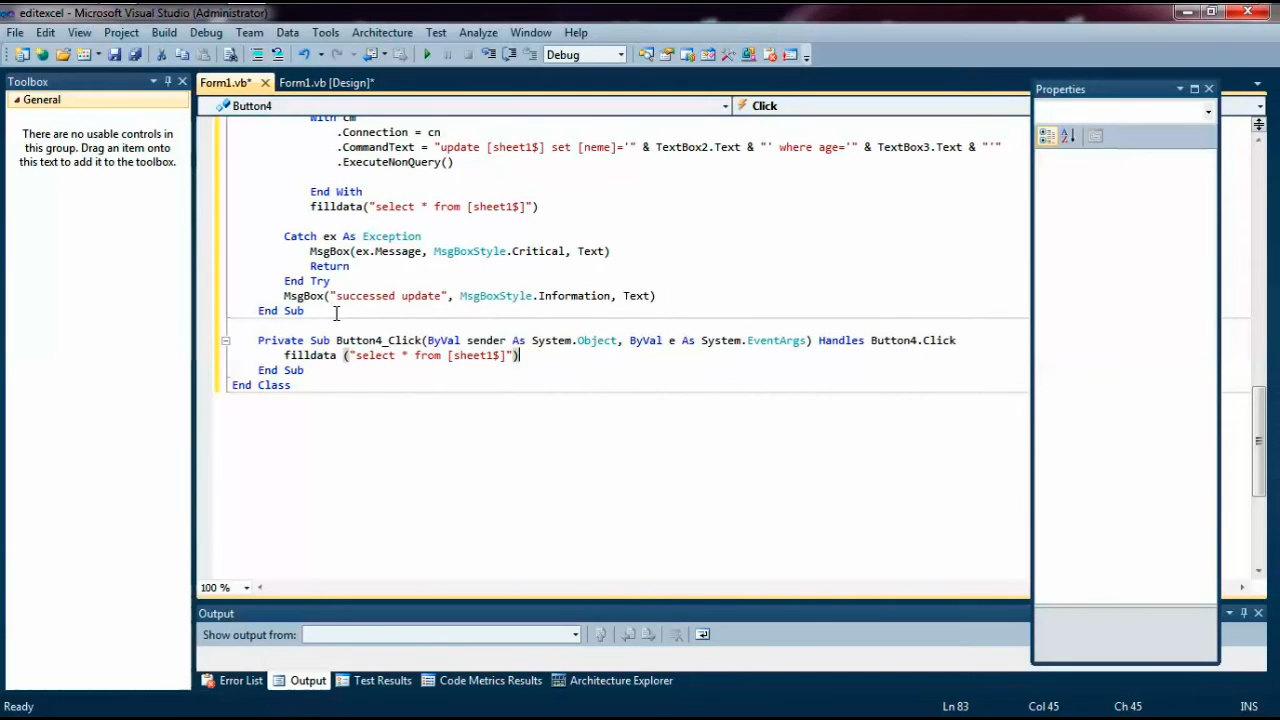 editexcel - Microsoft Visual Studio (Administrator)
File Edit View Project Build Debug Team Data Tools Architecture Test Analyze Window Help
Debug
Toolbox
General
There are no usable controls in
this group. Drag an item onto
this text to add it to the toolbox.
Form1.vb* Form1.vb [Design]*
Button4 Click
With cm
.Connection = cn
.CommandText = "update [sheet1$] set [neme]='" & TextBox2.Text & "' where age='" & TextBox3.Text & "'"
.ExecuteNonQuery()
End With
filldata("select * from [sheet1$]")
Catch ex As Exception
MsgBox(ex.Message, MsgBoxStyle.Critical, Text)
Return
End Try
MsgBox("successed update", MsgBoxStyle.Information, Text)
End Sub
Private Sub Button4_Click(ByVal sender As System.Object, ByVal e As System.EventArgs) Handles Button4.Click
filldata ("select * from [sheet1$]")
End Sub
End Class
100 %
Properties
Output
Show output from:
Error List Output Test Results Code Metrics Results Architecture Explorer
Ready Ln 83 Col 45 Ch 45 INS